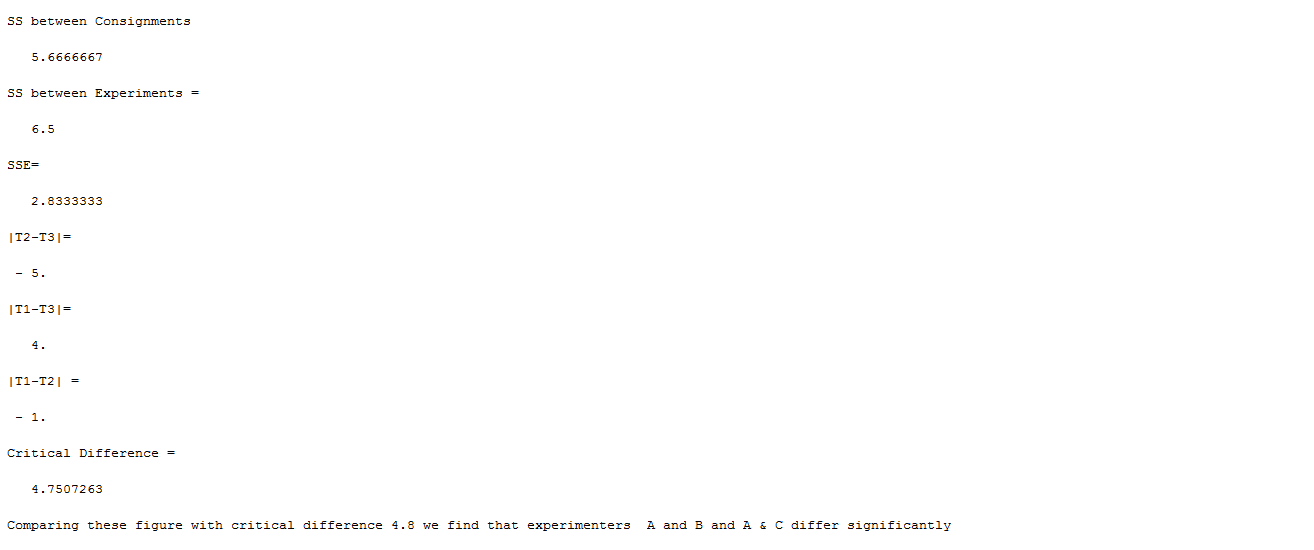 SS between Consignments
5.6666667
SS between Experiments =
6.5
SSE=
2.8333333
|T2-T3|=
- 5.
|T1-T3|=
4.
|T1-T2| =
- 1.
Critical Difference =
4.7507263
Comparing these figure with critical difference 4.8 we find that experimenters  A and B and A & C differ significantly